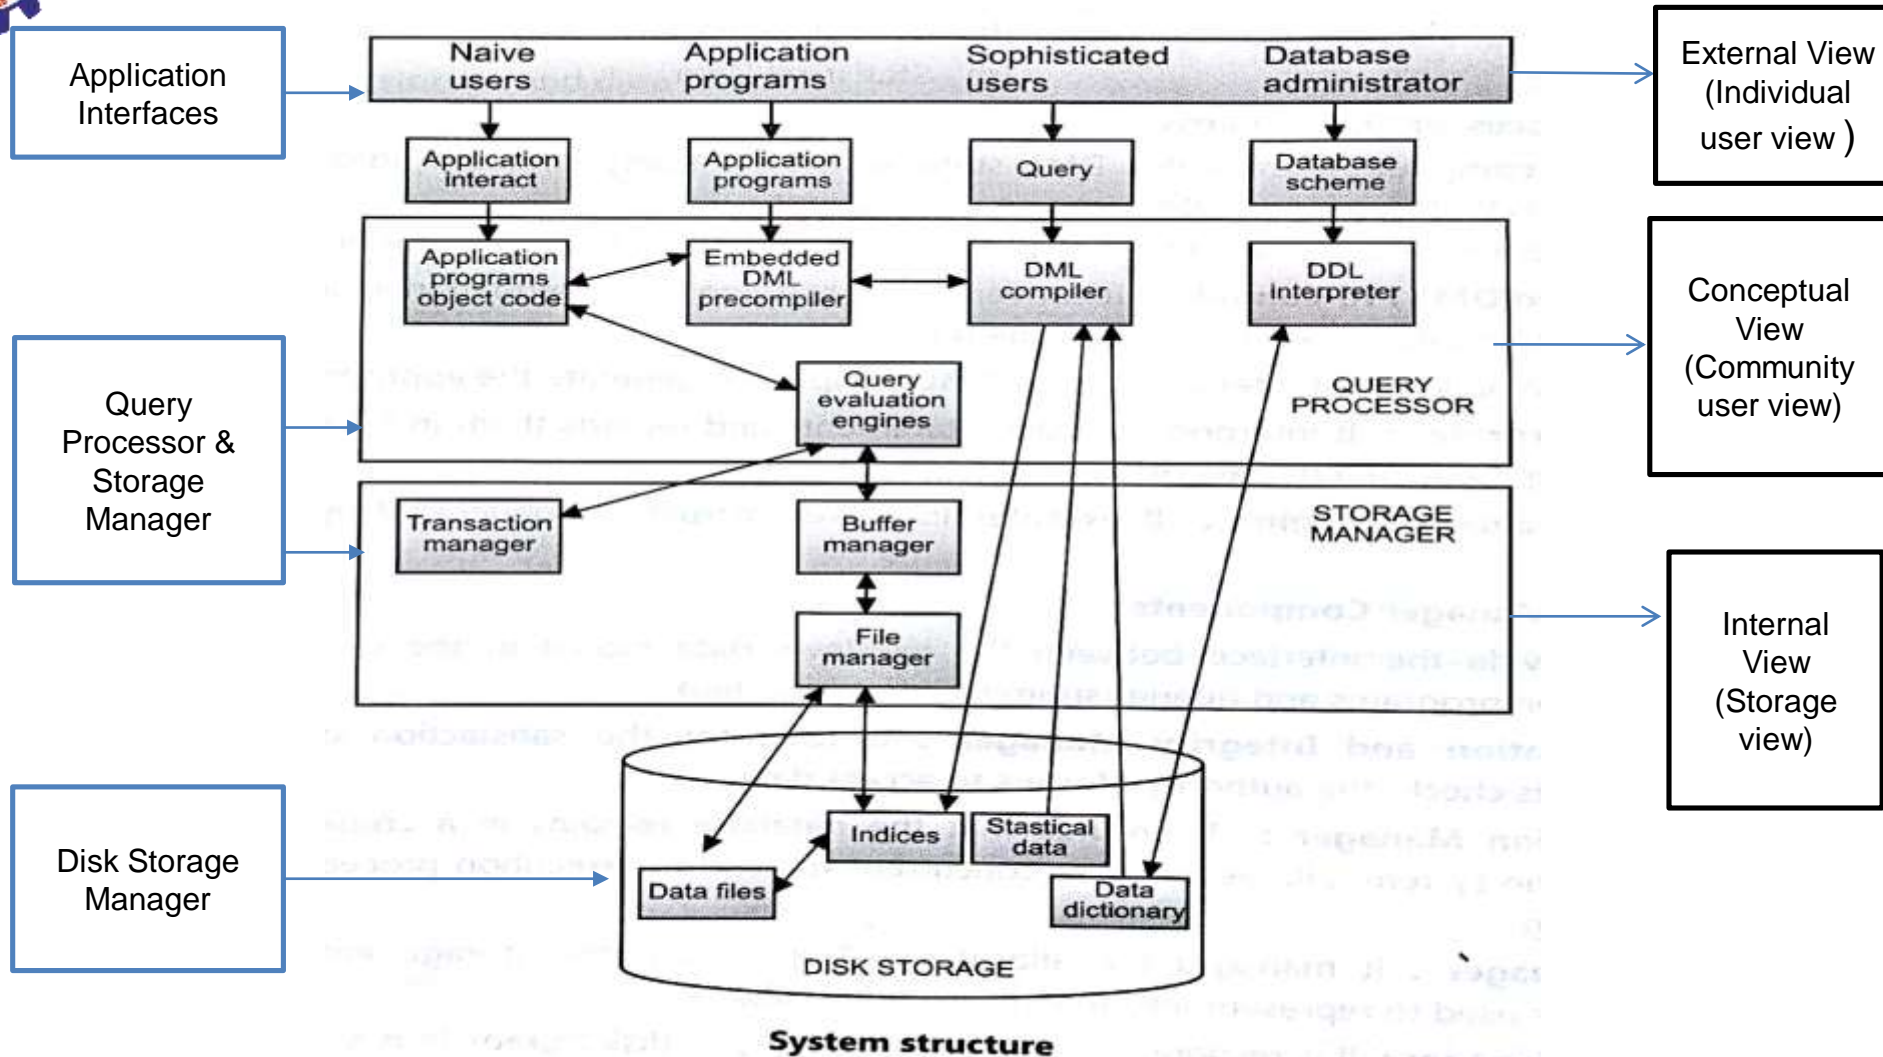 Application
Interfaces
Query
Processor &
Storage
Manager
Disk Storage
Manager
Naive
users
Application
programs
Sophisticated
users
Database
administrator
Application
interact
Application
programs
Query
Database
scheme
Application
programs
object code
Embedded
DML
precompiler
DML
compiler
DDL
Interpreter
Query
evaluation
engines
QUERY
PROCESSOR
Transaction
manager
Buffer
manager
STORAGE
MANAGER
File
manager
Indices
Stastical
data
Data files
Data
dictionary
DISK STORAGE
System structure
External View
(Individual
user view )
Conceptual
View
(Community
user view)
Internal
View
(Storage
view)